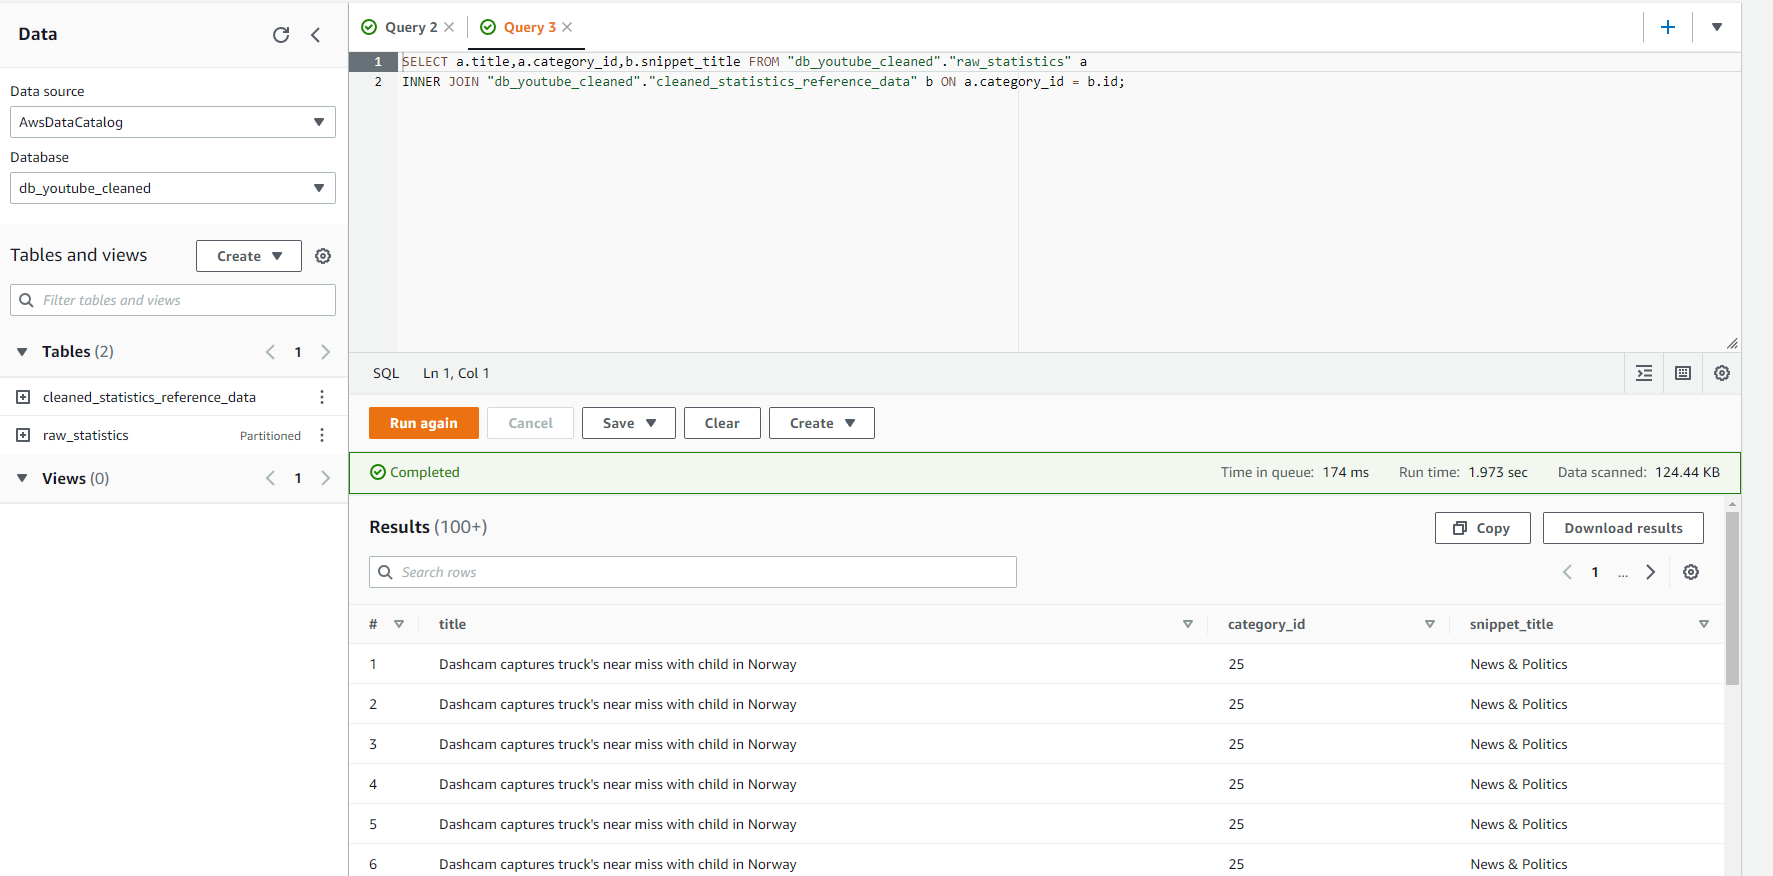 Data
Data source
AwsDataCatalog
Database
db_youtube_cleaned
Tables and views
Create
Filter tables and views
Tables (2)
1
cleaned_statistics_reference_data
raw_statistics Partitioned
Views (0)
1
Query 2 Query 3
1 SELECT a.title,a.category_id,b.snippet_title FROM "db_youtube_cleaned"."raw_statistics" a
2 INNER JOIN "db_youtube_cleaned"."cleaned_statistics_reference_data" b ON a.category_id = b.id;
SQL Ln 1, Col 1
Run again Cancel Save Clear Create
Completed Time in queue: 174 ms Run time: 1.973 sec Data scanned: 124.44 KB
Results (100+)
Copy Download results
Search rows
1 ...
# title category_id snippet_title
1 Dashcam captures truck's near miss with child in Norway 25 News & Politics
2 Dashcam captures truck's near miss with child in Norway 25 News & Politics
3 Dashcam captures truck's near miss with child in Norway 25 News & Politics
4 Dashcam captures truck's near miss with child in Norway 25 News & Politics
5 Dashcam captures truck's near miss with child in Norway 25 News & Politics
6 Dashcam captures truck's near miss with child in Norway 25 News & Politics